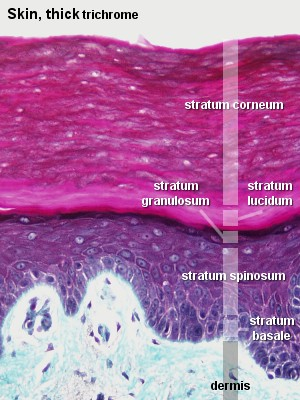 Skin, thick trichrome
stratum corneum
stratum granulosum
stratum lucidum
stratum spinosum
stratum basale
dermis